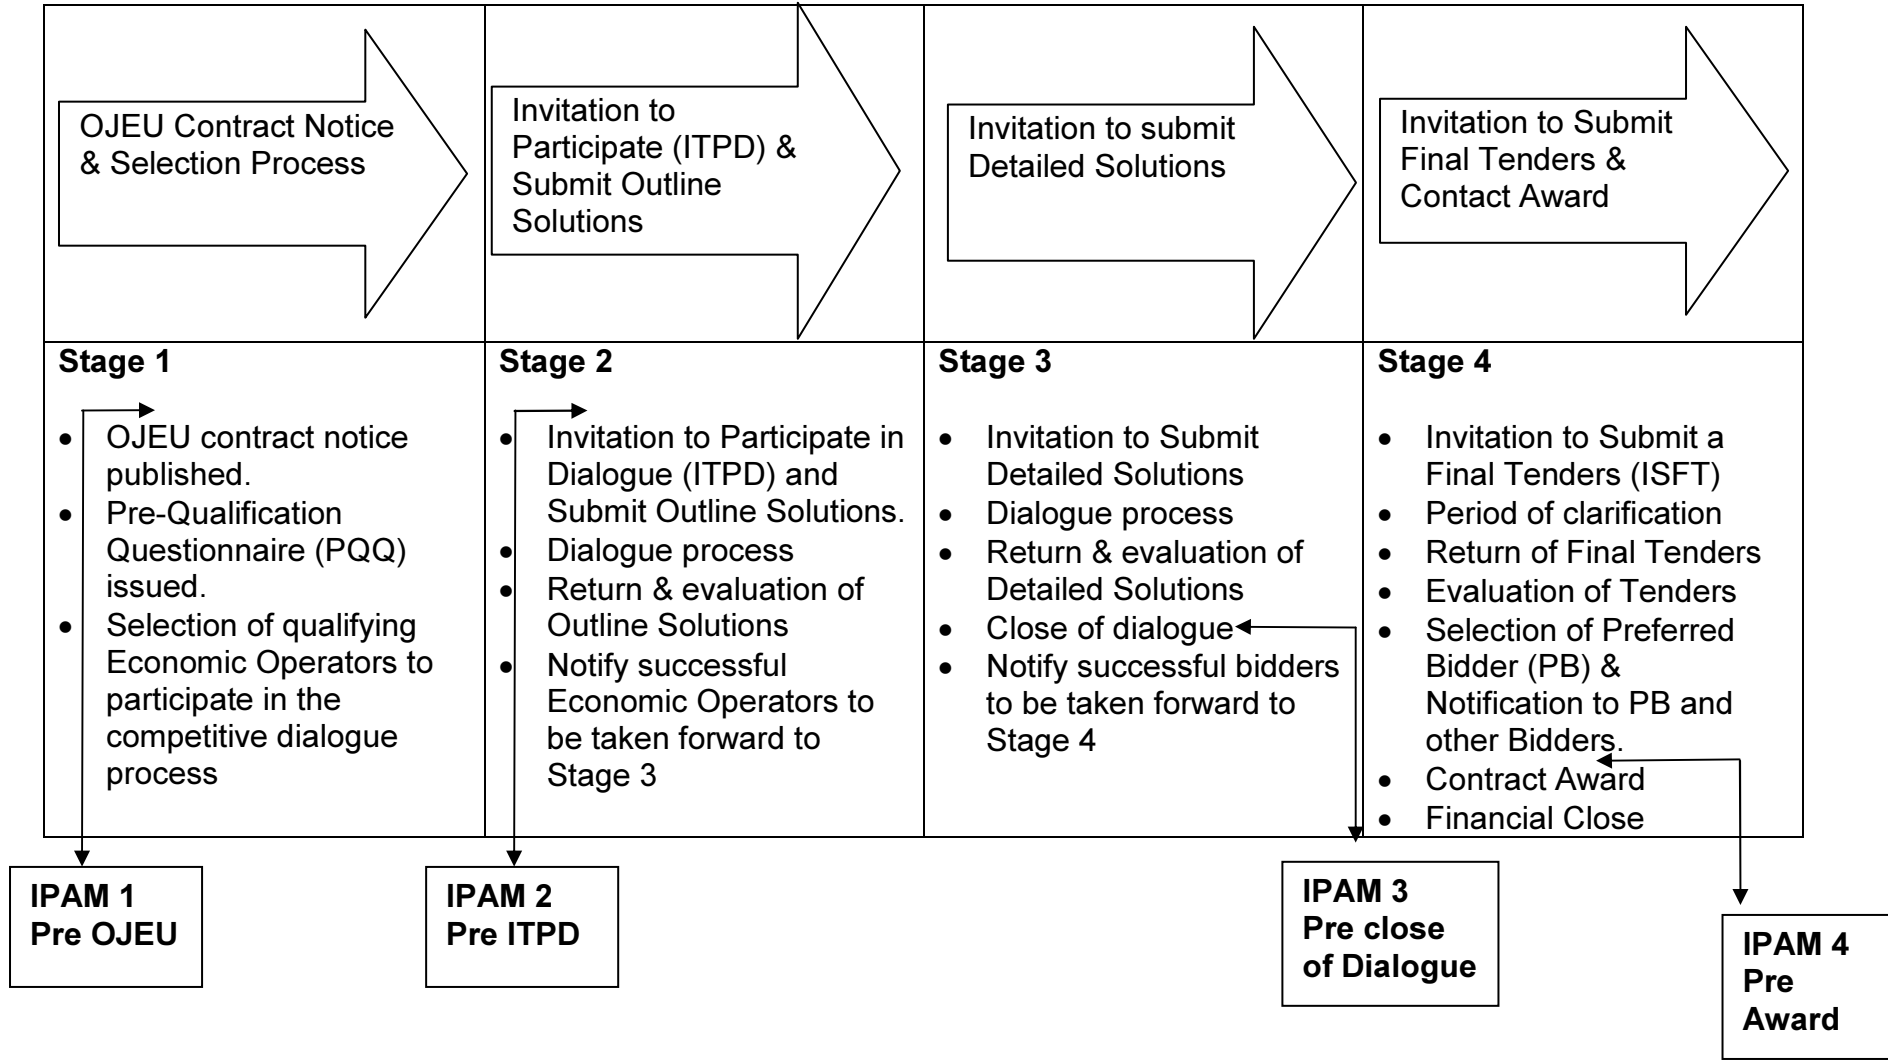 OJEU Contract Notice
& Selection Process
Invitation to
Participate (ITPD) &
Submit Outline
Solutions
Invitation to submit
Detailed Solutions
Invitation to Submit
Final Tenders &
Contact Award
Stage 1
• OJEU contract notice
published.
• Pre-Qualification
Questionnaire (PQQ)
issued.
• Selection of qualifying
Economic Operators to
participate in the
competitive dialogue
process
Stage 2
• Invitation to Participate in
Dialogue (ITPD) and
Submit Outline Solutions.
• Dialogue process
• Return & evaluation of
Outline Solutions
• Notify successful
Economic Operators to
be taken forward to
Stage 3
Stage 3
• Invitation to Submit
Detailed Solutions
• Dialogue process
• Return & evaluation of
Detailed Solutions
• Close of dialogue
• Notify successful bidders
to be taken forward to
Stage 4
Stage 4
• Invitation to Submit a
Final Tenders (ISFT)
• Period of clarification
• Return of Final Tenders
• Evaluation of Tenders
• Selection of Preferred
Bidder (PB) &
Notification to PB and
other Bidders.
• Contract Award
• Financial Close
IPAM 1
Pre OJEU
IPAM 2
Pre ITPD
IPAM 3
Pre close
of Dialogue
IPAM 4
Pre
Award